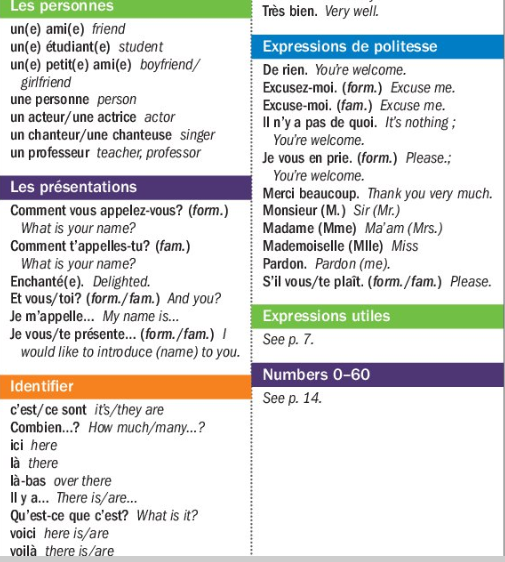 Les personnes
un(e) ami(e) friend
un(e) étudiant(e) student
un(e) petit(e) ami(e) boyfriend/
girlfriend
une personne person
un acteur/une actrice actor
un chanteur/une chanteuse singer
un professeur teacher, professor
Les présentations
Comment vous appelez-vous? (form.)
What is your name?
Comment t'appelles-tu? (fam.)
What is your name?
Enchanté(e). Delighted.
Et vous/toi? (form./fam.) And you?
Je m'appelle... My name is...
Je vous/te présente... (form./fam.) I
would like to introduce (name) to you.
Identifier
c'est/ce sont it's/they are
Combien...? How much/many...?
ici here
là there
là-bas over there
Il y a... There is/are...
Qu'est-ce que c'est? What is it?
voici here is/are
voilà there is/are
Très bien. Very well.
Expressions de politesse
De rien. You're welcome.
Excusez-moi. (form.) Excuse me.
Excuse-moi. (fam.) Excuse me.
Il n'y a pas de quoi. It's nothing ;
You're welcome.
Je vous en prie. (form.) Please.;
You're welcome.
Merci beaucoup. Thank you very much.
Monsieur (M.) Sir (Mr.)
Madame (Mme) Ma'am (Mrs.)
Mademoiselle (Mlle) Miss
Pardon. Pardon (me).
S'il vous/te plaît. (form./fam.) Please.
Expressions utiles
See p. 7.
Numbers 0–60
See p. 14.